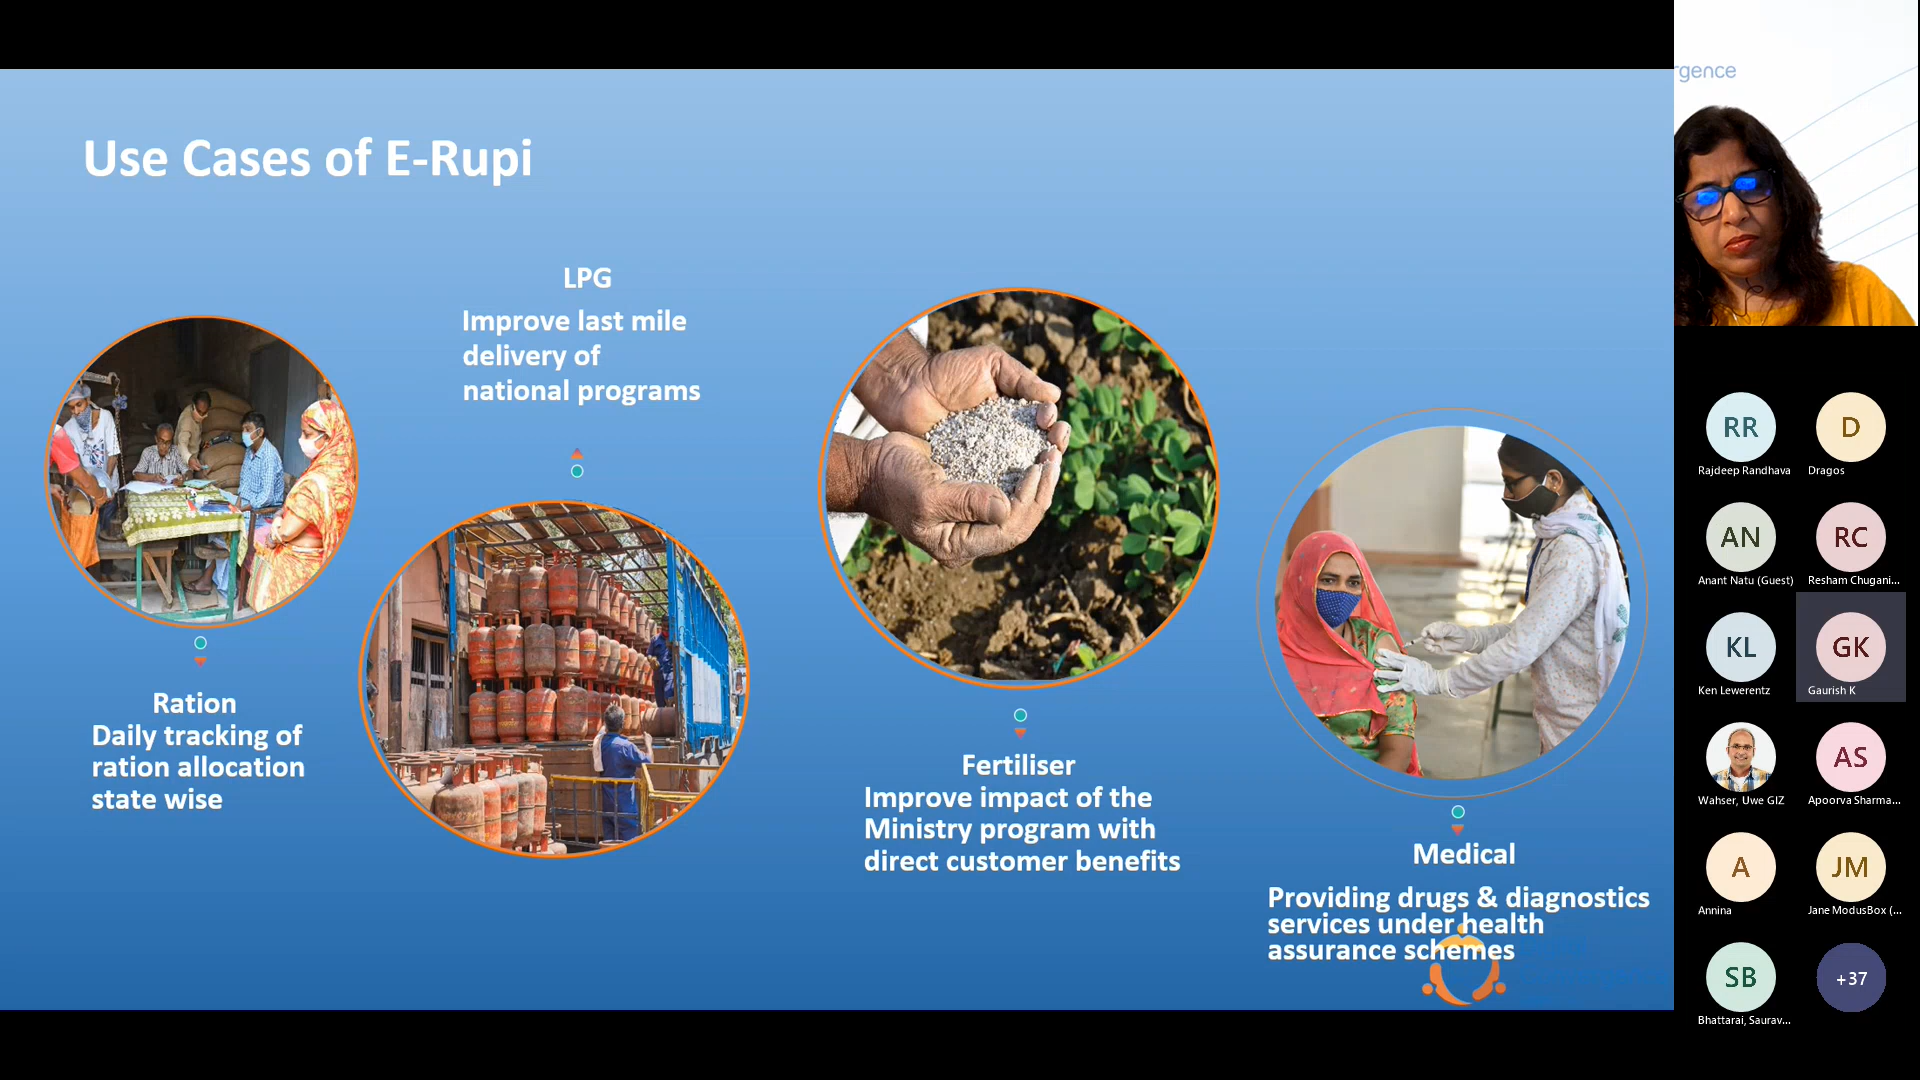 Use Cases of E-Rupi
LPG
Improve last mile
delivery of
national programs
Ration
Daily tracking of
ration allocation
state wise
Fertiliser
Improve impact of the
Ministry program with
direct customer benefits
Medical
Providing drugs & diagnostics
services under health
assurance schemes
rgence
RR
Rajdeep Randhava
D
Dragos
AN
Anant Natu (Guest)
RC
Resham Chugani...
KL
Ken Lewerentz
GK
Gaurish K
Wahser, Uwe GIZ
AS
Apoorva Sharma...
A
Annina
JM
Jane ModusBox (...
SB
Bhattarai, Saurav...
+37